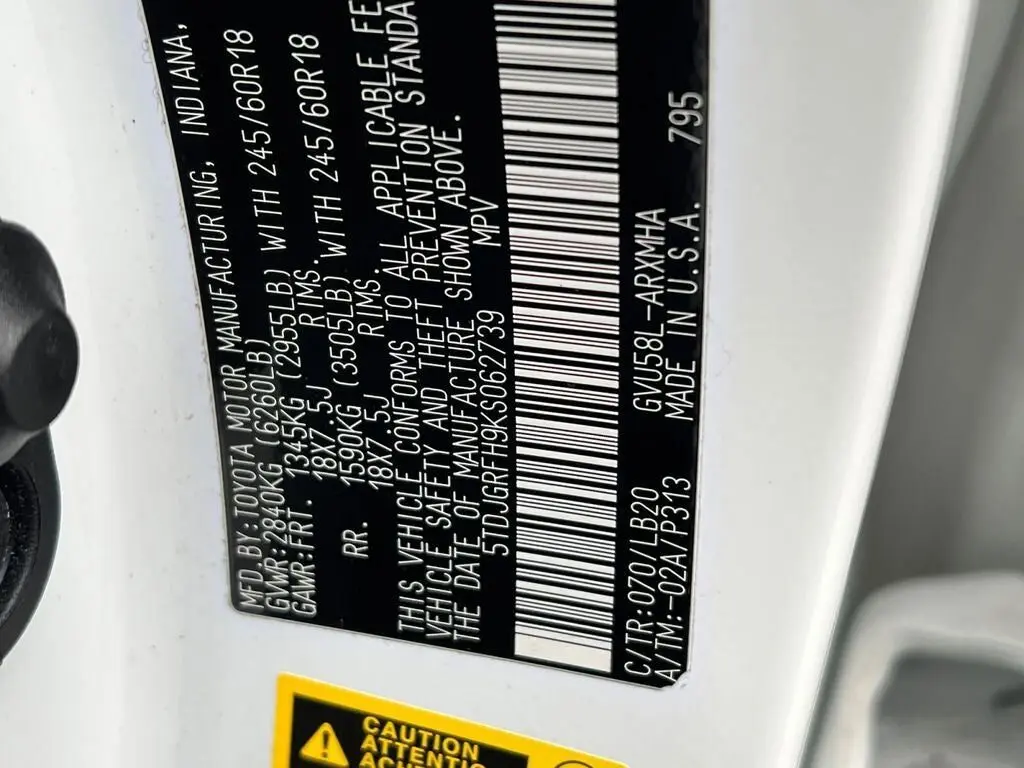 MFD.BY:TOYOTA MOTOR MANUFACTURING, INDIANA,
GVWR:2840KG (6260LB)
GAWR:FRT. 1345KG (2955LB) WITH 245/60R18
18X7.5J RIMS.
RR. 1590KG (3505LB) WITH 245/60R18
18X7.5J RIMS.
THIS VEHICLE CONFORMS TO ALL APPLICABLE FE
VEHICLE SAFETY AND THEFT PREVENTION STANDA
THE DATE OF MANUFACTURE SHOWN ABOVE.
5TDJGRFH9KS062739 MPV
C/TR:070/LB20 GVU58L-ARXMHA
A/TM:-02A/P313 MADE IN U.S.A. 795
CAUTION
ATTENTIO